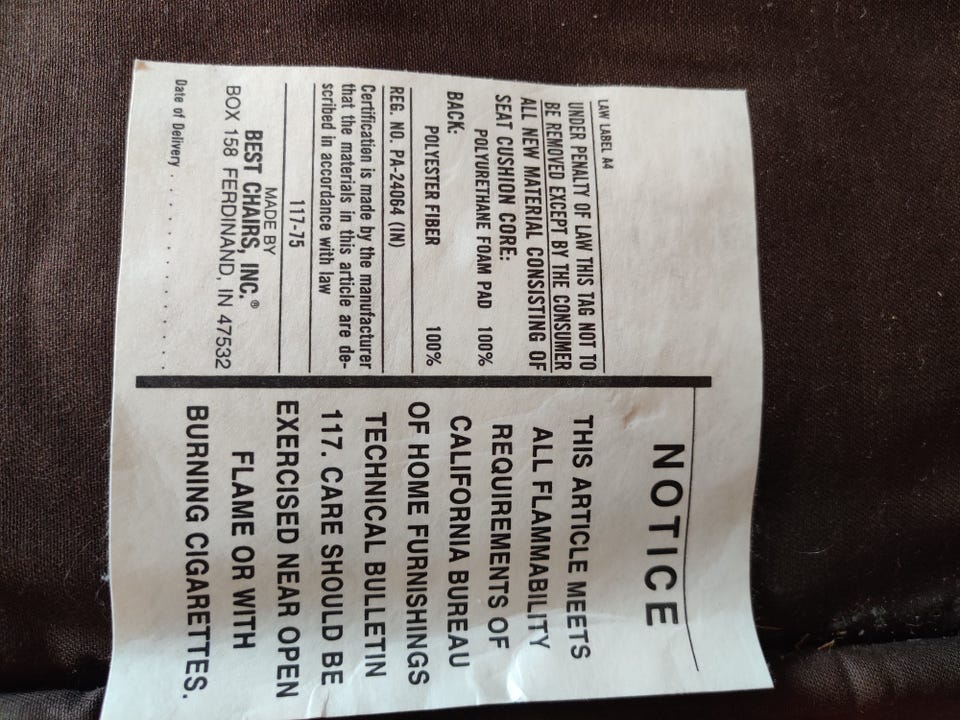 LAW LABEL A4
UNDER PENALTY OF LAW THIS TAG NOT TO
BE REMOVED EXCEPT BY THE CONSUMER
ALL NEW MATERIAL CONSISTING OF
SEAT CUSHION CORE:
POLYURETHANE FOAM PAD 100%
BACK:
POLYESTER FIBER 100%
REG. NO. PA-24064 (IN)
Certification is made by the manufacturer
that the materials in this article are de-
scribed in accordance with law
117-75
MADE BY
BEST CHAIRS, INC.®
BOX 158 FERDINAND, IN 47532
Date of Delivery . . . . . . . . . . . . . .
NOTICE
THIS ARTICLE MEETS
ALL FLAMMABILITY
REQUIREMENTS OF
CALIFORNIA BUREAU
OF HOME FURNISHINGS
TECHNICAL BULLETIN
117. CARE SHOULD BE
EXERCISED NEAR OPEN
FLAME OR WITH
BURNING CIGARETTES.